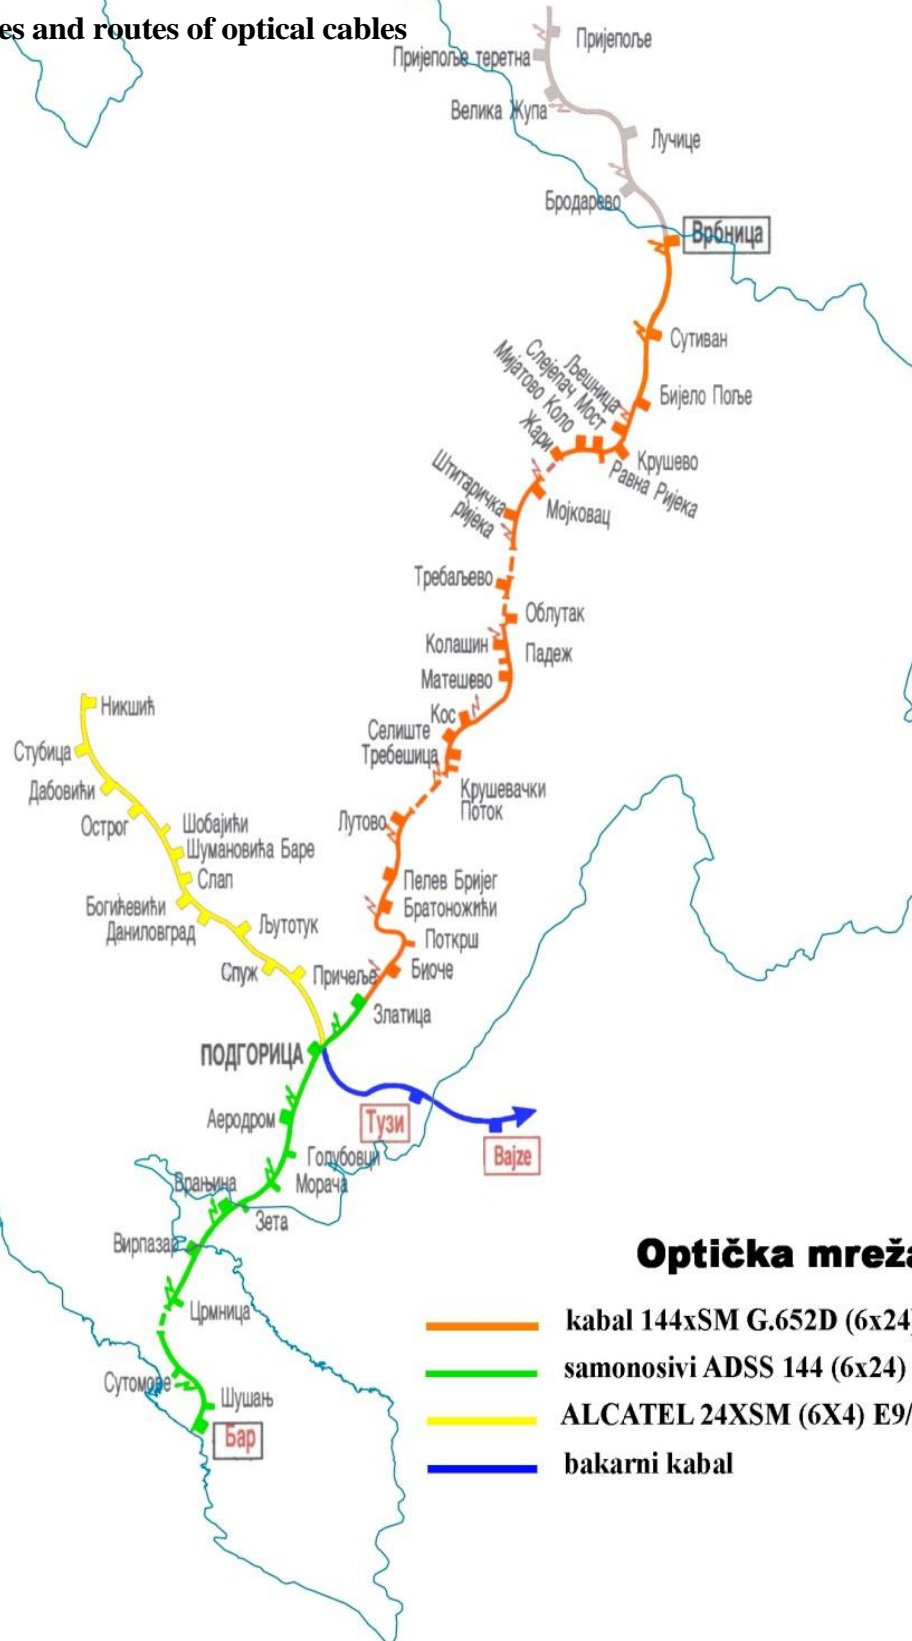 es and routes of optical cables
Пријепоље
Пријепоље теретна
Велика Жупа
Лучице
Бродарево
Врбница
Сутиван
Бијело Поље
Љешница
Слејепач Мост
Мијатово Коло
Жари
Крушево
Равна Ријека
Мојковац
Штитаричка
ријека
Требаљево
Облутак
Колашин
Падеж
Матешево
Кос
Селиште
Требешица
Крушевачки
Поток
Лутово
Пелев Бријег
Братоножићи
Поткрш
Биоче
Златица
Никшић
Стубица
Дабовићи
Острог
Шобајићи
Шумановића Баре
Слап
Богићевићи
Даниловград
Љутотук
Спуж
Причеље
ПОДГОРИЦА
Аеродром
Тузи
Bajze
Голубовци
Морача
Врањина
Зета
Вирпазар
Црмница
Сутоморе
Шушањ
Бар
Optička mreža
kabal 144xSM G.652D (6x24)
samonosivi ADSS 144 (6x24)
ALCATEL 24XSM (6X4) E9/
bakarni kabal